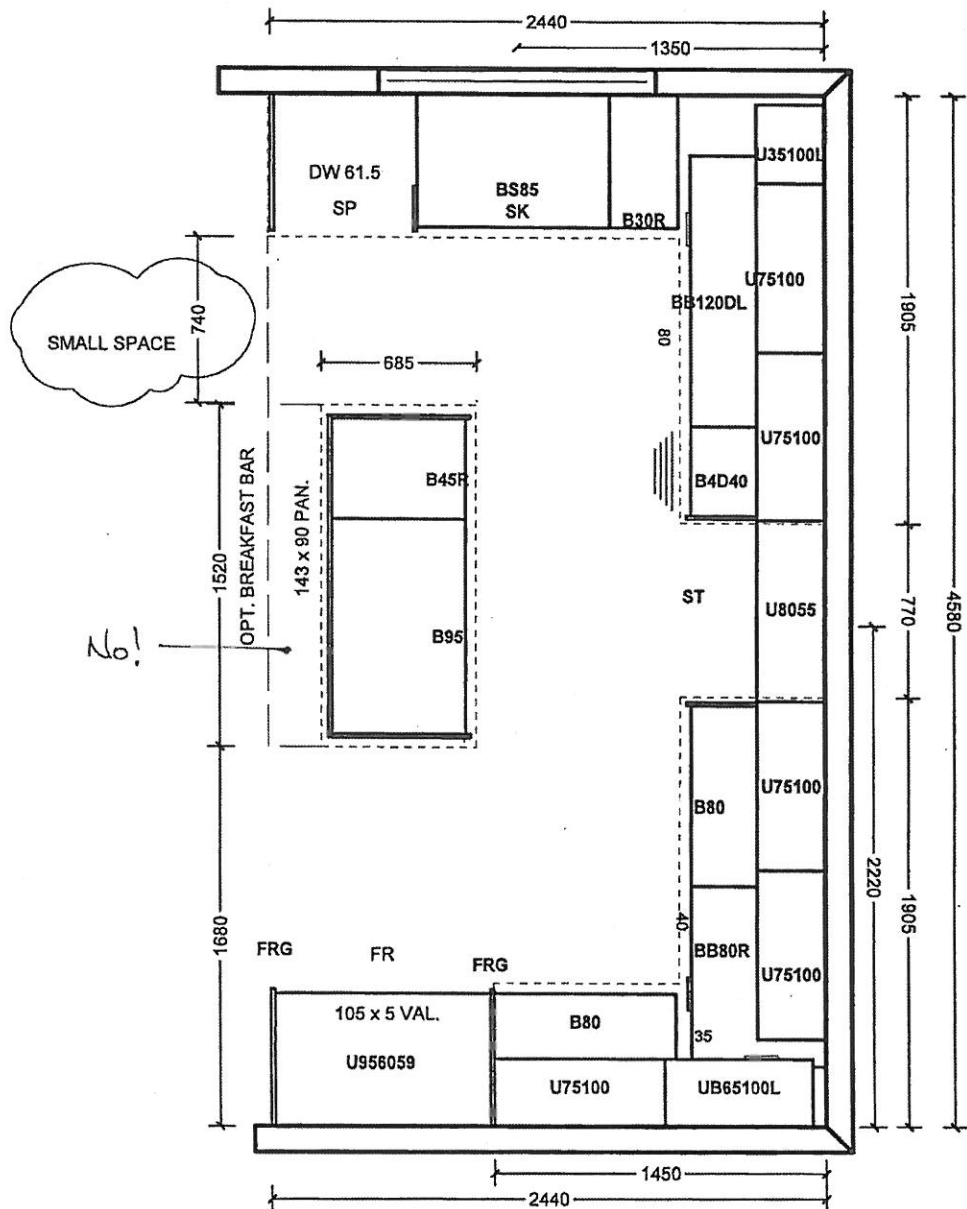 2440
1350
DW 61.5
SP
BS85
SK
B30R
U35100L
U75100
BB120DL
80
1905
4580
SMALL SPACE
740
685
U75100
B45R
B4D40
OPT. BREAKFAST BAR
143 x 90 PAN.
1520
B95
ST
U8055
770
No!
B80
U75100
2220
1905
1680
40
BB80R
U75100
FRG
FR
FRG
105 x 5 VAL.
U956059
B80
35
U75100
UB65100L
1450
2440